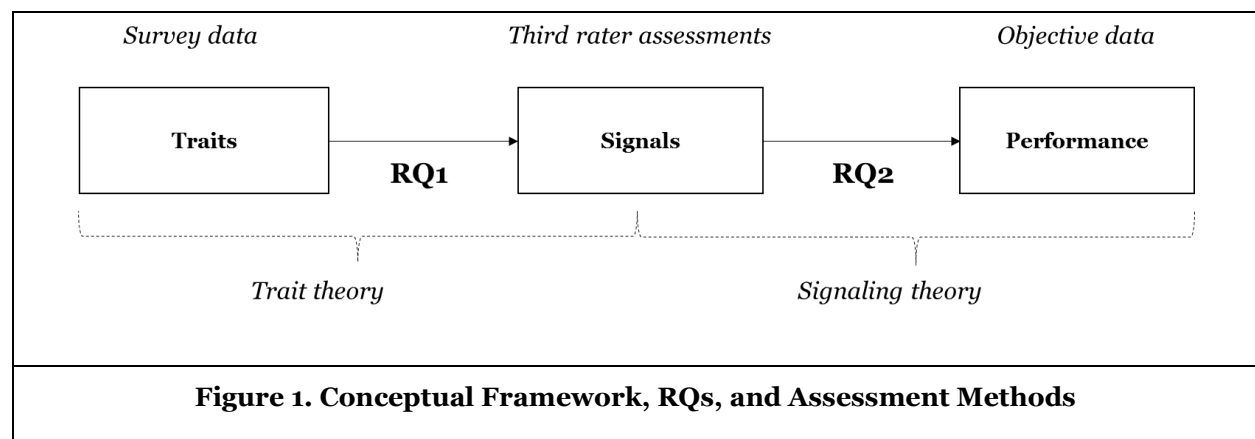 Survey data
Third rater assessments
Objective data
Traits
Signals
Performance
RQ1
RQ2
Trait theory
Signaling theory
Figure 1. Conceptual Framework, RQs, and Assessment Methods